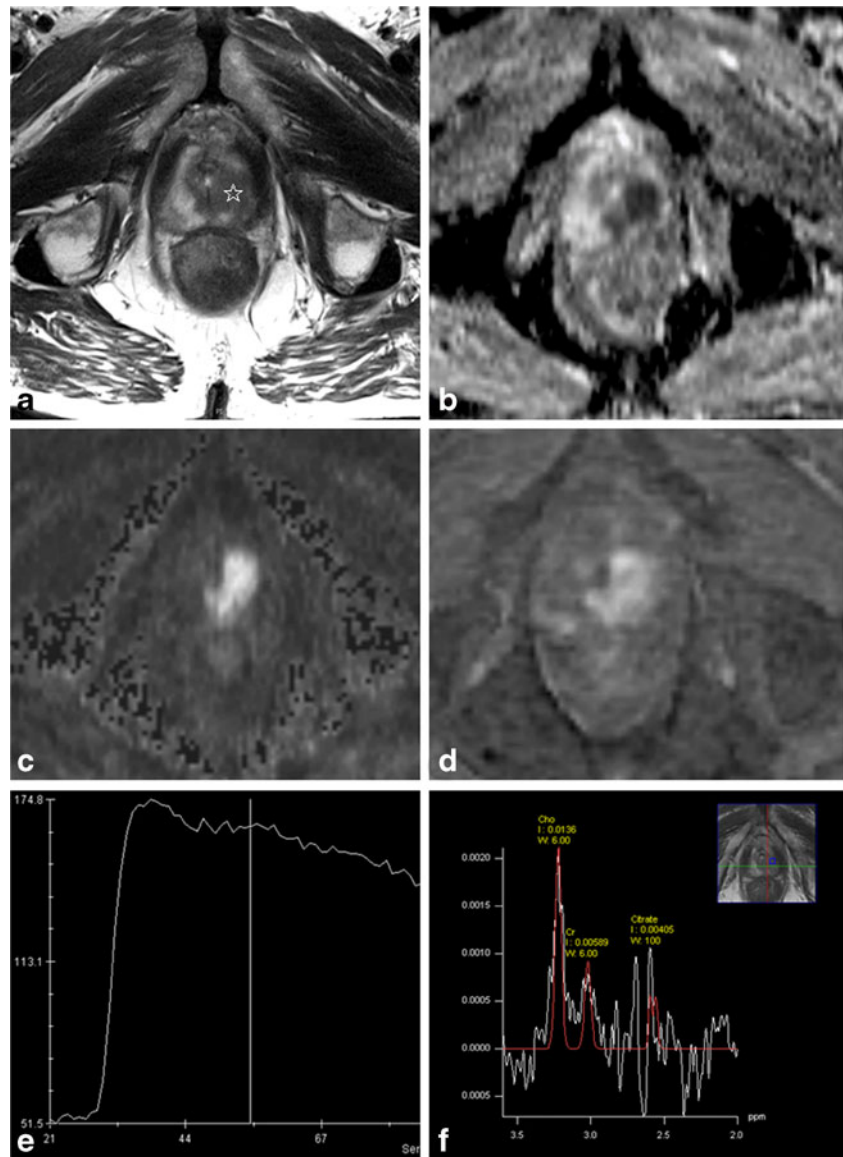 a
b
c
d
174.8
113.1
51.5
21
44
67
Ser
e
Cho
I : 0.0136
W: 6.00
Cr
I : 0.00589
W: 6.00
Citrate
I : 0.00405
W: 100
0.0020
0.0015
0.0010
0.0005
0.0000
0.0005
3.5
3.0
2.5
2.0
ppm
f